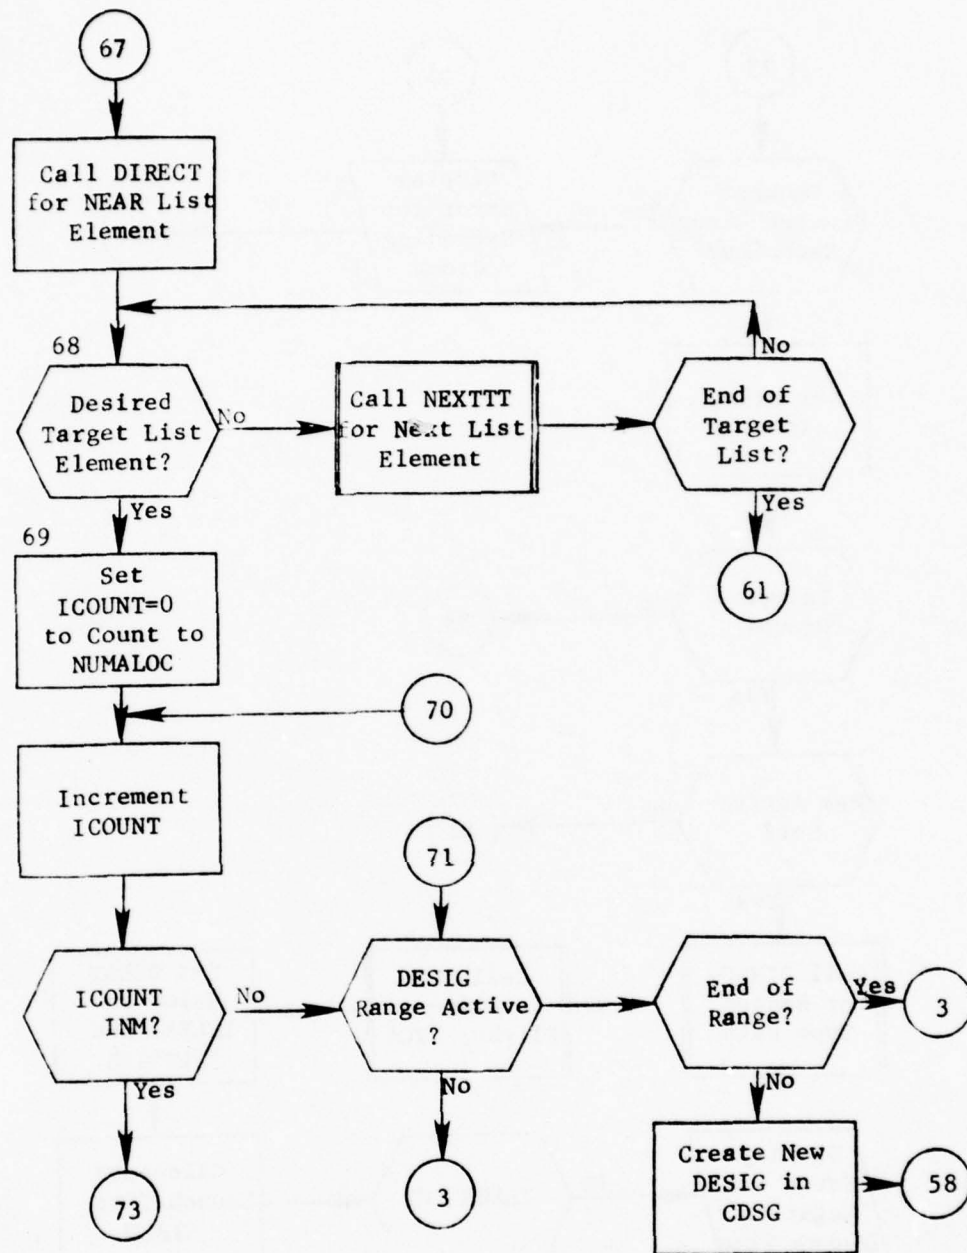 67
Call DIRECT
for NEAR List
Element
68
Desired
Target List
Element?
No
Call NEXTTT
for Next List
Element
No
End of
Target
List?
Yes
61
Yes
69
Set
ICOUNT=0
to Count to
NUMALOC
70
Increment
ICOUNT
71
ICOUNT
INM?
No
DESIG
Range Active
?
End of
Range?
Yes
3
Yes
No
No
73
3
Create New
DESIG in
CDSG
58